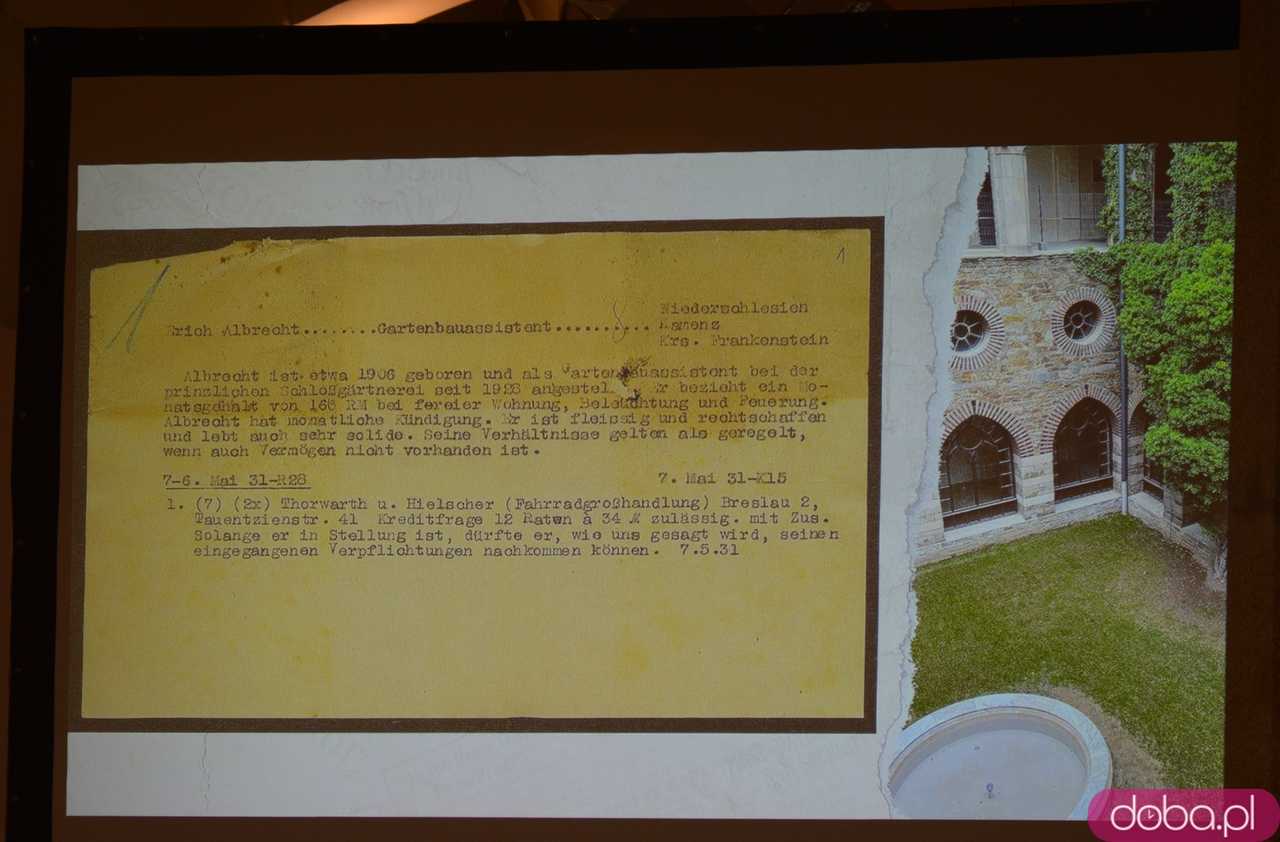 1
1
Niederschlesien
Erich Albrecht........Gartenbauassistent.......... Kamenz
Krs. Frankenstein
Albrecht ist etwa 1906 geboren und als Gartenbauassistent bei der
prinzlichen Schloßgärtnerei seit 1928 angestel. Er bezieht ein Mo-
natsgehalt von 166 RM bei fereier Wohnung, Beleuchtung und Feuerung.
Albrecht hat monatliche Kündigung. Er ist fleissig und rechtschaffen
und lebt auch sehr solide. Seine Verhältnisse gelten als geregelt,
wenn auch Vermögen nicht vorhanden ist.
7-6. Mai 31-R28 7. Mai 31-K15
1. (7) (2x) Thorwarth u. Hielscher (Fahrradgroßhandlung) Breslau 2,
Tauentzienstr. 41 Kreditfrage 12 Ratwn à 34 M zulässig. mit Zus.
Solange er in Stellung ist, dürfte er, wie uns gesagt wird, seinen
eingegangenen Verpflichtungen nachkommen können. 7.5.31
doba.pl